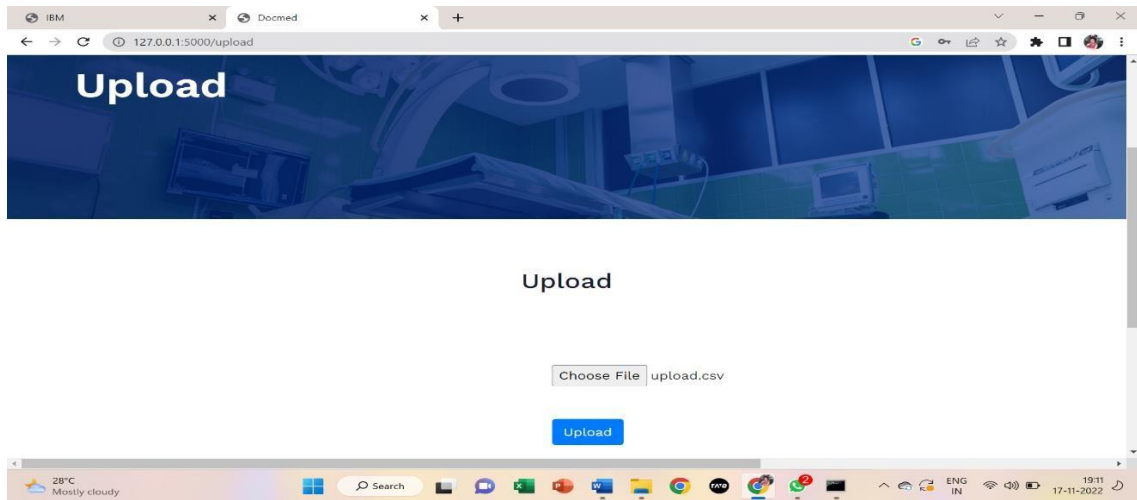 IBM
Docmed
127.0.0.1:5000/upload
Upload
Upload
Choose File upload.csv
Upload
28°C
Mostly cloudy
Search
2
ENG
IN
19:11
17-11-2022